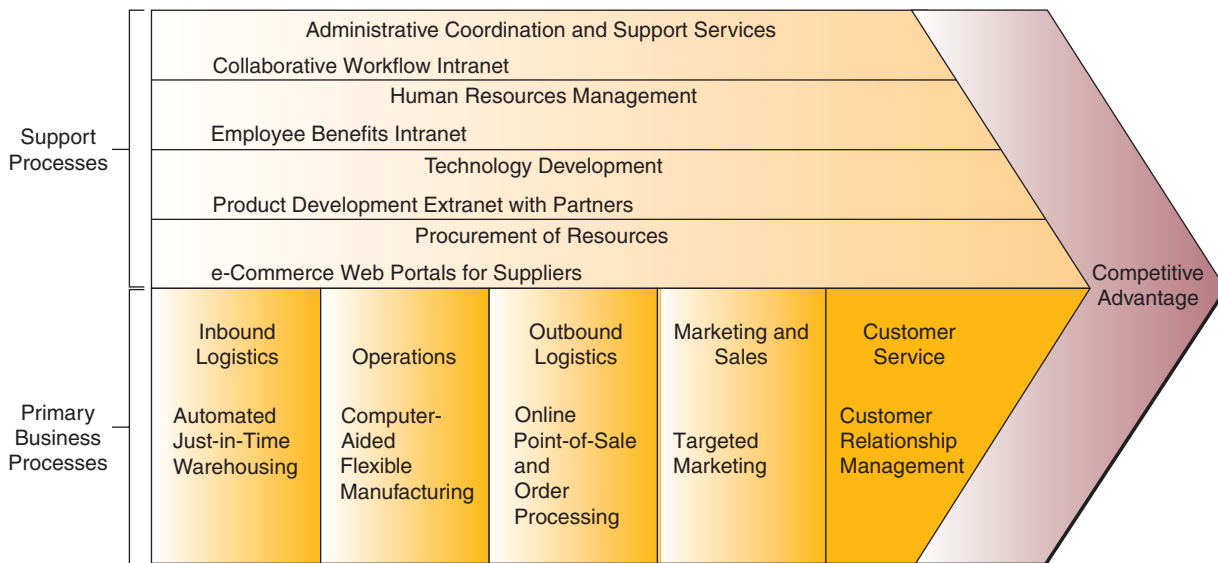 Administrative Coordination and Support Services
Collaborative Workflow Intranet
Human Resources Management
Employee Benefits Intranet
Technology Development
Product Development Extranet with Partners
Procurement of Resources
e-Commerce Web Portals for Suppliers
Support
Processes
Competitive
Advantage
Primary
Business
Processes
Inbound
Logistics
Automated
Just-in-Time
Warehousing
Operations
Computer-
Aided
Flexible
Manufacturing
Outbound
Logistics
Online
Point-of-Sale
and
Order
Processing
Marketing and
Sales
Targeted
Marketing
Customer
Service
Customer
Relationship
Management